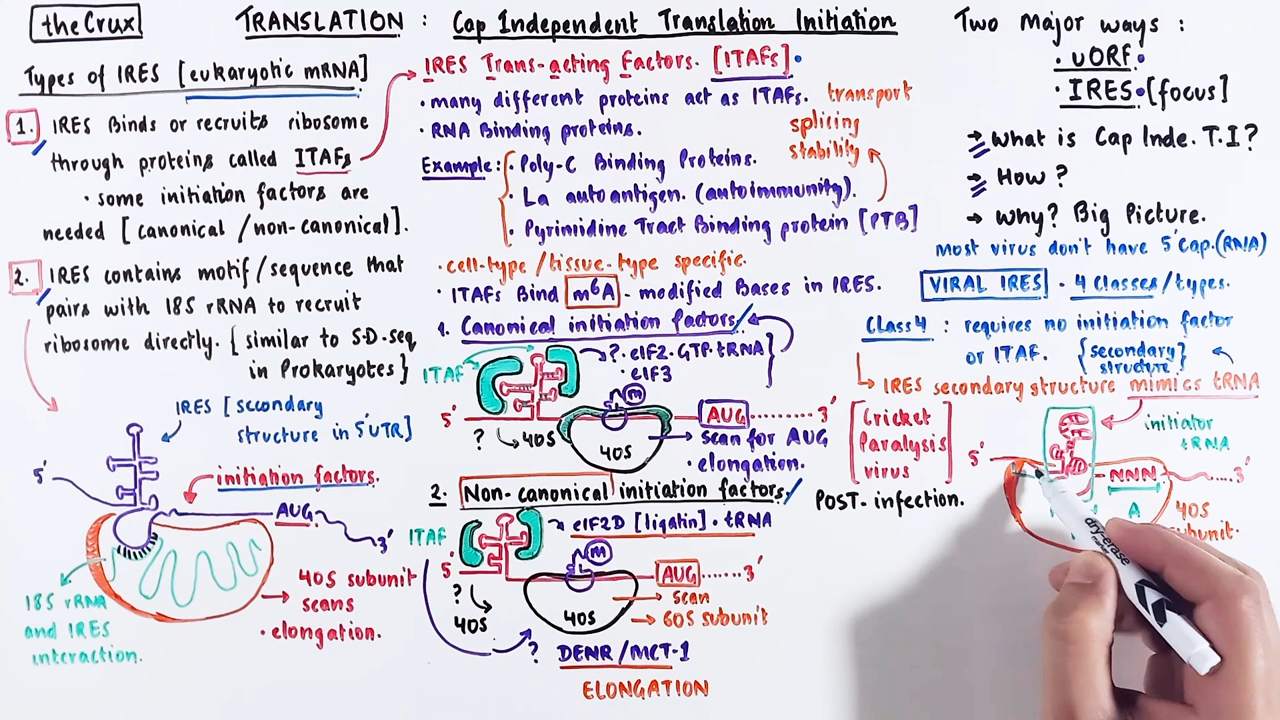 theCrux
TRANSLATION : Cap Independent Translation Initiation
Types of IRES [eukaryotic mRNA]
1. IRES Binds or recruits ribosome
through proteins called ITAFs
• some initiation factors are
needed [canonical /non-canonical].
2. IRES contains motif/sequence that
pairs with 18S rRNA to recruit
ribosome directly. {similar to S.D-seq
in Prokaryotes}
IRES [secondary
structure in 5'UTR]
5'
initiation factors.
AUG
3'
18S rRNA
and IRES
interaction.
40S subunit
scans
• elongation.
IRES Trans-acting Factors. [ITAFs]•
• many different proteins act as ITAFs.
• RNA Binding proteins.
transport
splicing
stability
Example: • Poly-C Binding Proteins.
• La autoantigen. (autoimmunity).
• Pyrimidine Tract Binding protein [PTB]
• cell-type/tissue-type specific.
• ITAFs Bind m6A - modified Bases in IRES.
1. Canonical initiation factors/
ITAF
?. eIF2.GTP.tRNA
• eIF3
m
5'
AUG ......... 3'
? 40S
40S
scan for AUG
• elongation.
2. Non-canonical initiation factors/
ITAF
eIF2D [ligatin] • tRNA
m
5'
AUG ....... 3'
?
40S
40S
scan
60S subunit
? DENR/MCT-1
ELONGATION
Two Major ways :
• uORF•
• IRES•[focus]
What is Cap Inde. T.I?
How ?
Why? Big Picture.
most virus don't have 5'cap.(RNA)
VIRAL IRES - 4 classes/types.
Class4 : requires no initiation factor
or ITAF. {secondary
structure}
IRES secondary structure mimics tRNA
[Cricket
Paralysis
virus]
initiator
tRNA
5'
NNN
.....3'
A
40S
subunit.
POST-infection.
dry-erase